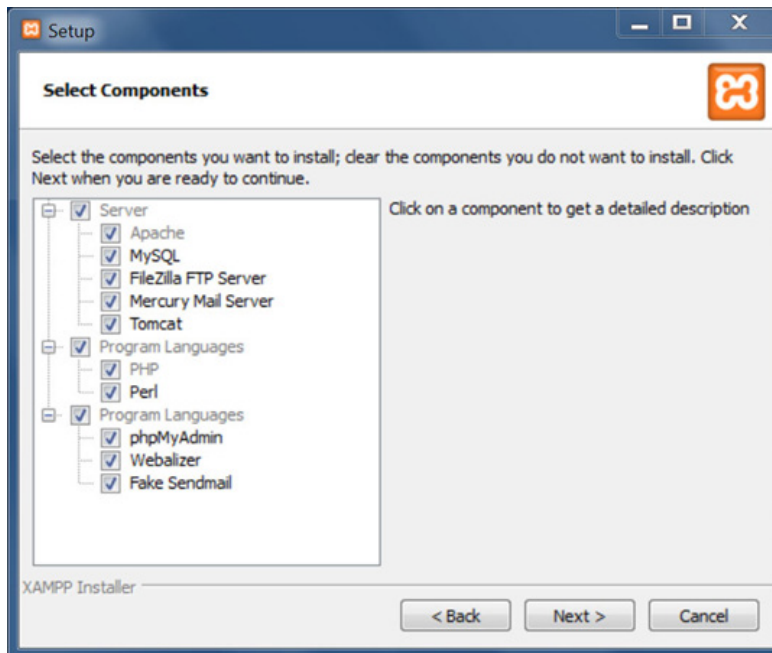 Setup
Select Components
Select the components you want to install; clear the components you do not want to install. Click
Next when you are ready to continue.
Server
Apache
MySQL
FileZilla FTP Server
Mercury Mail Server
Tomcat
Program Languages
PHP
Perl
Program Languages
phpMyAdmin
Webalizer
Fake Sendmail
Click on a component to get a detailed description
XAMPP Installer
< Back
Next >
Cancel